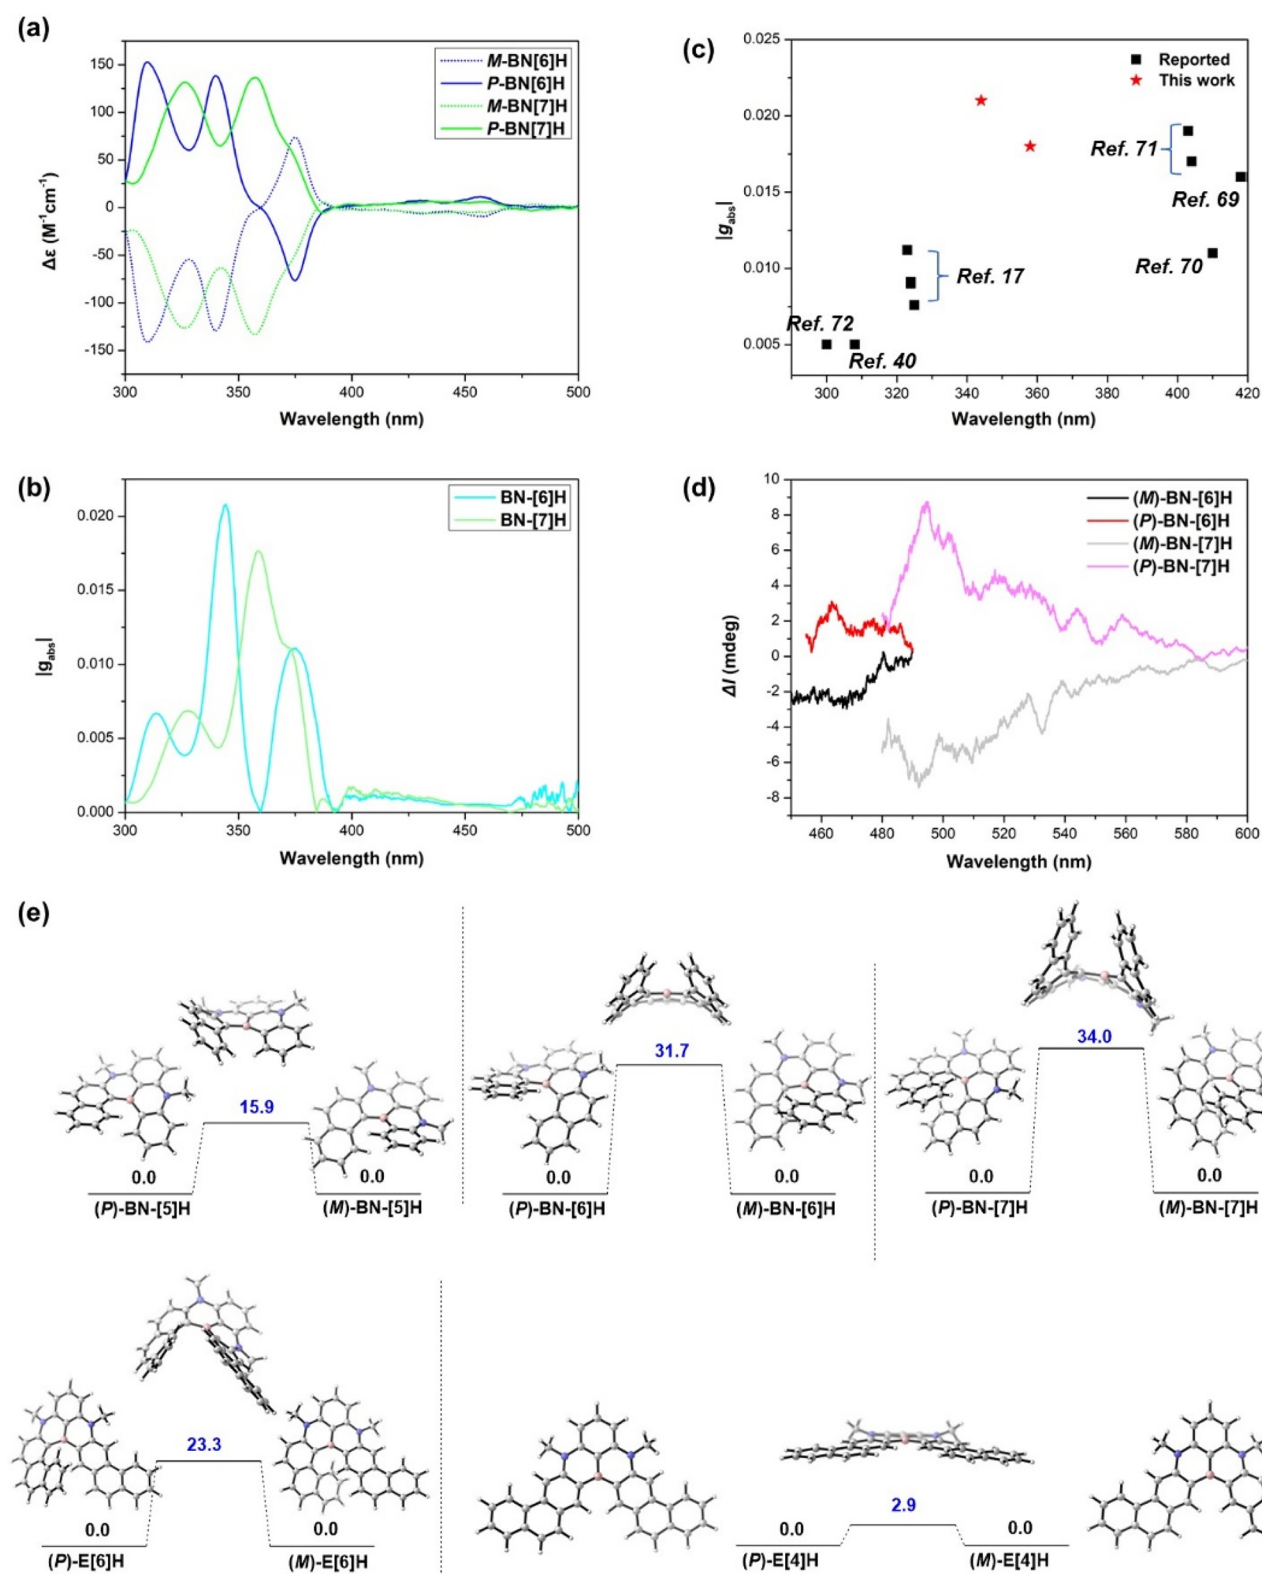 (a)
150
100
50
0
-50
-100
-150
Δε (M⁻¹cm⁻¹)
M-BN[6]H
P-BN[6]H
M-BN[7]H
P-BN[7]H
300 350 400 450 500
Wavelength (nm)
(c)
0.025
0.020
0.015
0.010
0.005
|gabs|
Reported
This work
Ref. 71
Ref. 69
Ref. 70
Ref. 17
Ref. 72
Ref. 40
300 320 340 360 380 400 420
Wavelength (nm)
(b)
0.020
0.015
0.010
0.005
0.000
|gabs|
BN-[6]H
BN-[7]H
300 350 400 450 500
Wavelength (nm)
(d)
10
8
6
4
2
0
-2
-4
-6
-8
ΔI (mdeg)
(M)-BN-[6]H
(P)-BN-[6]H
(M)-BN-[7]H
(P)-BN-[7]H
460 480 500 520 540 560 580 600
Wavelength (nm)
(e)
15.9
0.0 0.0
(P)-BN-[5]H (M)-BN-[5]H
31.7
0.0 0.0
(P)-BN-[6]H (M)-BN-[6]H
34.0
0.0 0.0
(P)-BN-[7]H (M)-BN-[7]H
23.3
0.0 0.0
(P)-E[6]H (M)-E[6]H
2.9
0.0 0.0
(P)-E[4]H (M)-E[4]H